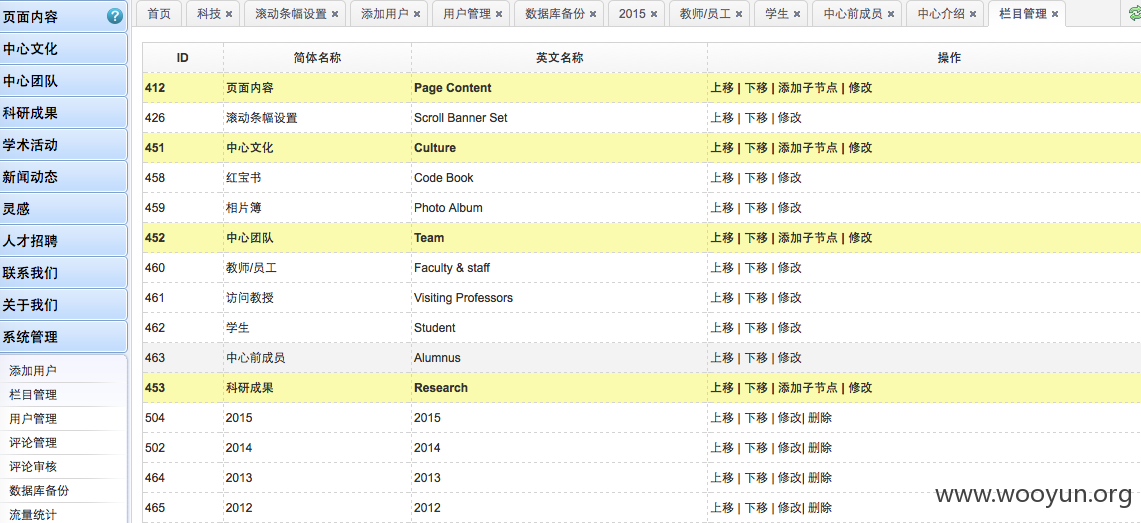 页面内容
中心文化
中心团队
科研成果
学术活动
新闻动态
灵感
人才招聘
联系我们
关于我们
系统管理
添加用户
栏目管理
用户管理
评论管理
评论审核
数据库备份
流量统计
首页 科技 滚动条幅设置 添加用户 用户管理 数据库备份 2015 教师/员工 学生 中心前成员 中心介绍 栏目管理
ID 简体名称 英文名称 操作
412 页面内容 Page Content 上移 | 下移 | 添加子节点 | 修改
426 滚动条幅设置 Scroll Banner Set 上移 | 下移 | 修改
451 中心文化 Culture 上移 | 下移 | 添加子节点 | 修改
458 红宝书 Code Book 上移 | 下移 | 修改
459 相片簿 Photo Album 上移 | 下移 | 修改
452 中心团队 Team 上移 | 下移 | 添加子节点 | 修改
460 教师/员工 Faculty & staff 上移 | 下移 | 修改
461 访问教授 Visiting Professors 上移 | 下移 | 修改
462 学生 Student 上移 | 下移 | 修改
463 中心前成员 Alumnus 上移 | 下移 | 修改
453 科研成果 Research 上移 | 下移 | 添加子节点 | 修改
504 2015 2015 上移 | 下移 | 修改| 删除
502 2014 2014 上移 | 下移 | 修改| 删除
464 2013 2013 上移 | 下移 | 修改| 删除
465 2012 2012 上移 | 下移 | 修改| 删除
www.wooyun.org